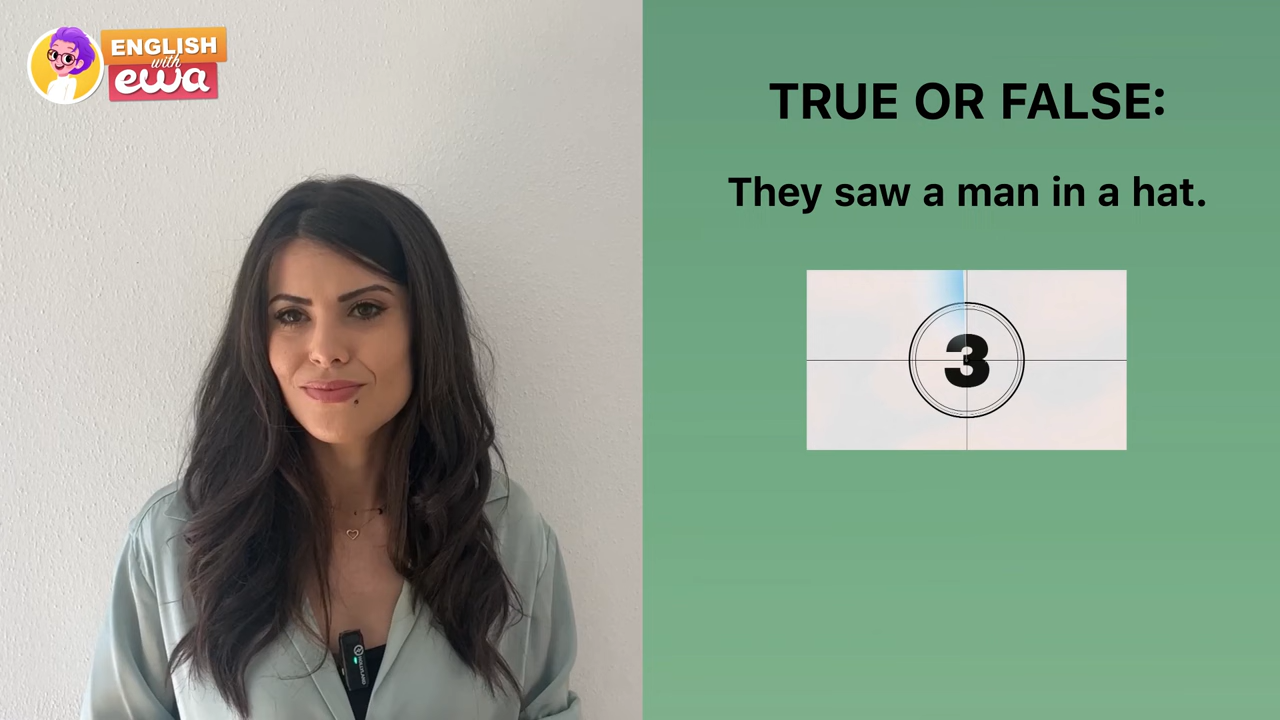 ENGLISH
with
ewa
TRUE OR FALSE:
They saw a man in a hat.
3